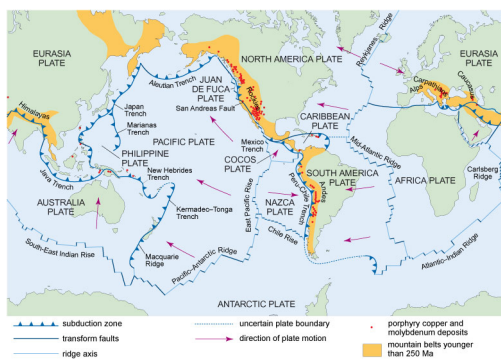 EURASIA
PLATE
Aleutian Trench
JUAN
DE FUCA
PLATE
San Andreas Fault
Rockies
NORTH AMERICA PLATE
Reykjanes
Ridge
EURASIA
PLATE
Carpathians
Alps
Caucasus
Himalayas
Japan
Trench
Marianas
Trench
PHILIPPINE
PLATE
PACIFIC PLATE
Mexico
Trench
COCOS
PLATE
CARIBBEAN
PLATE
Mid-Atlantic Ridge
Java Trench
New Hebrides
Trench
SOUTH AMERICA
PLATE
AFRICA PLATE
Carlsberg
Ridge
AUSTRALIA
PLATE
Kermadec–Tonga
Trench
East Pacific Rise
NAZCA
PLATE
Peru–Chile Trench
Andes
Chile Rise
South-East Indian Rise
Macquarie
Ridge
Pacific–Antarctic Ridge
Atlantic–Indian Ridge
ANTARCTIC PLATE
subduction zone
transform faults
ridge axis
uncertain plate boundary
direction of plate motion
porphyry copper and
molybdenum deposits
mountain belts younger
than 250 Ma